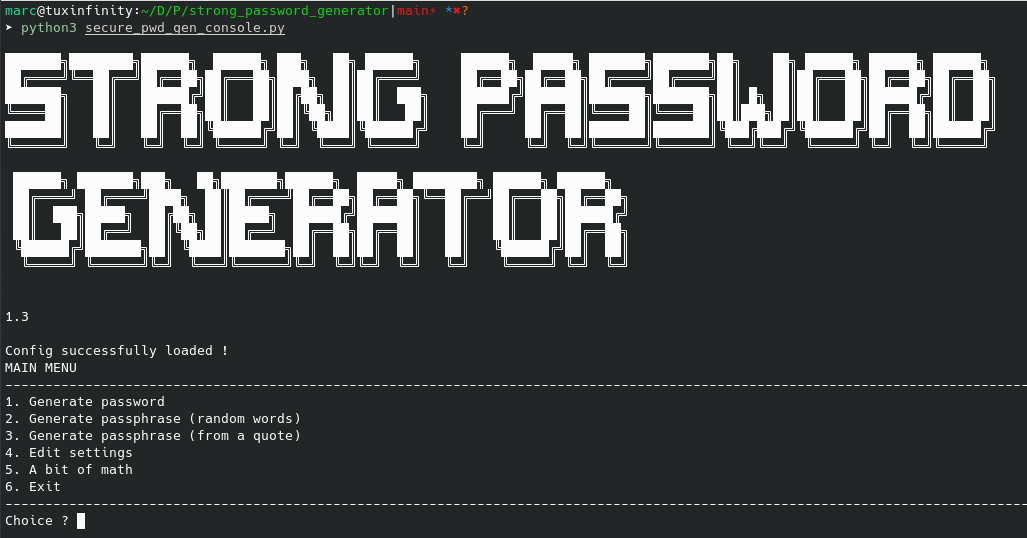 marc@tuxinfinity:~/D/P/strong_password_generator|main⚡ *✖?
➤ python3 secure_pwd_gen_console.py
STRONG PASSWORD
GENERATOR
1.3
Config successfully loaded !
MAIN MENU
1. Generate password
2. Generate passphrase (random words)
3. Generate passphrase (from a quote)
4. Edit settings
5. A bit of math
6. Exit
Choice ?